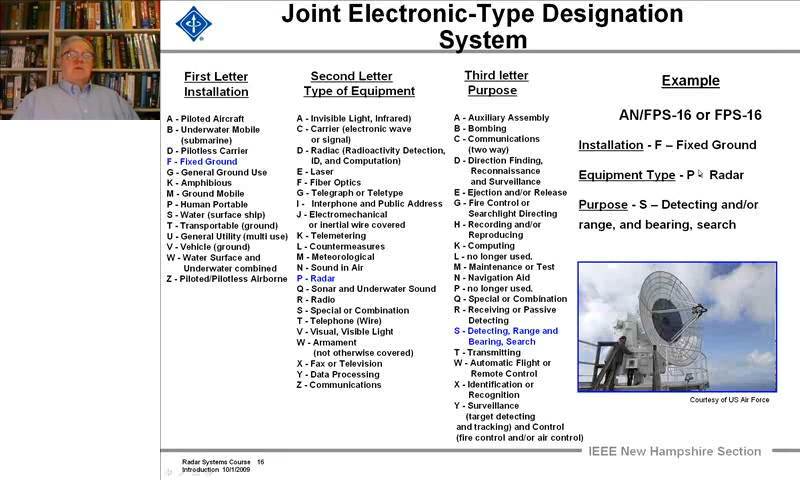 Joint Electronic-Type Designation
System
First Letter
Installation
A - Piloted Aircraft
B - Underwater Mobile
(submarine)
D - Pilotless Carrier
F - Fixed Ground
G - General Ground Use
K - Amphibious
M - Ground Mobile
P - Human Portable
S - Water (surface ship)
T - Transportable (ground)
U - General Utility (multi use)
V - Vehicle (ground)
W - Water Surface and
Underwater combined
Z - Piloted/Pilotless Airborne
Second Letter
Type of Equipment
A - Invisible Light, Infrared)
C - Carrier (electronic wave
or signal)
D - Radiac (Radioactivity Detection,
ID, and Computation)
E - Laser
F - Fiber Optics
G - Telegraph or Teletype
I - Interphone and Public Address
J - Electromechanical
or inertial wire covered
K - Telemetering
L - Countermeasures
M - Meteorological
N - Sound in Air
P - Radar
Q - Sonar and Underwater Sound
R - Radio
S - Special or Combination
T - Telephone (Wire)
V - Visual, Visible Light
W - Armament
(not otherwise covered)
X - Fax or Television
Y - Data Processing
Z - Communications
Third letter
Purpose
A - Auxiliary Assembly
B - Bombing
C - Communications
(two way)
D - Direction Finding,
Reconnaissance
and Surveillance
E - Ejection and/or Release
G - Fire Control or
Searchlight Directing
H - Recording and/or
Reproducing
K - Computing
L - no longer used.
M - Maintenance or Test
N - Navigation Aid
P - no longer used.
Q - Special or Combination
R - Receiving or Passive
Detecting
S - Detecting, Range and
Bearing, Search
T - Transmitting
W - Automatic Flight or
Remote Control
X - Identification or
Recognition
Y - Surveillance
(target detecting
and tracking) and Control
(fire control and/or air control)
Example
AN/FPS-16 or FPS-16
Installation - F – Fixed Ground
Equipment Type - P Radar
Purpose - S – Detecting and/or
range, and bearing, search
Courtesy of US Air Force
IEEE New Hampshire Section
Radar Systems Course 16
Introduction 10/1/2009